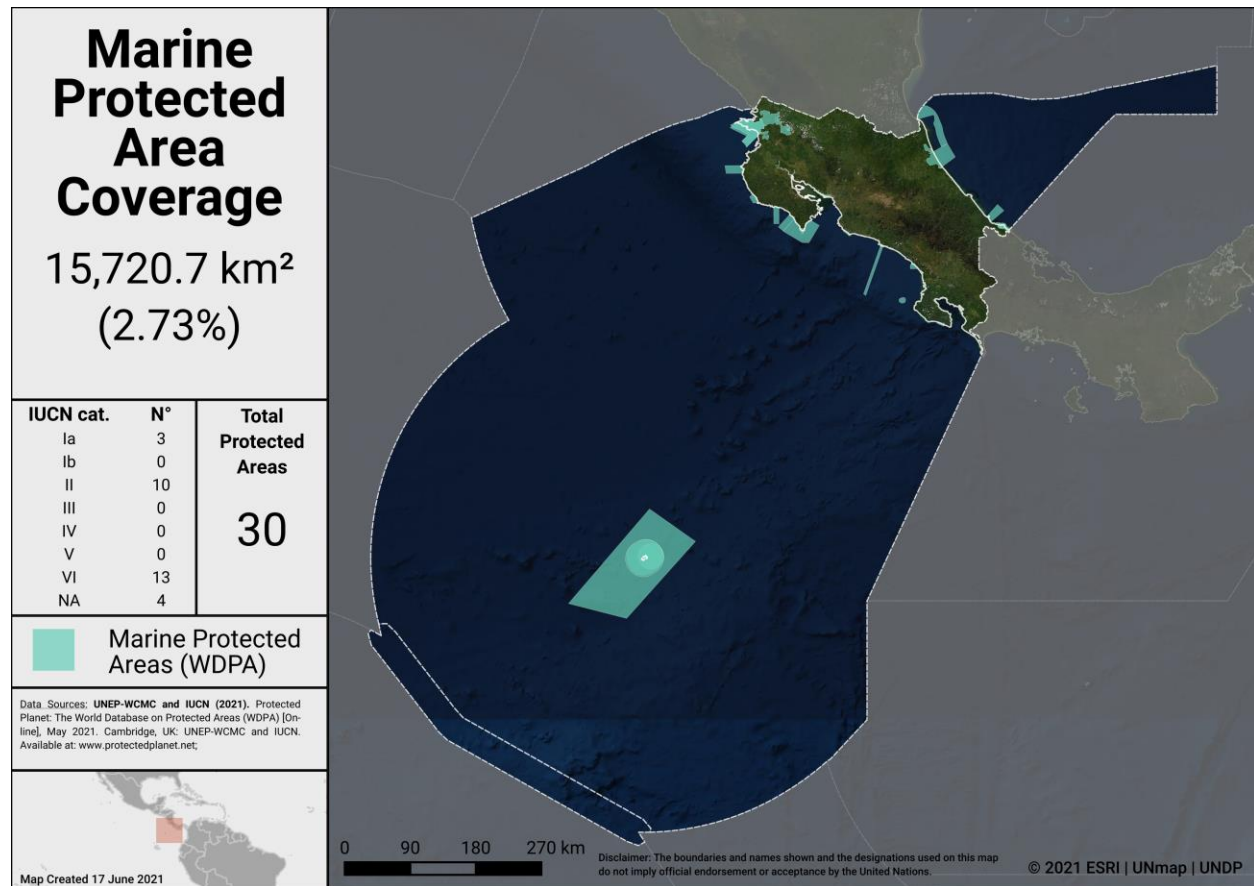 Marine
Protected
Area
Coverage
15,720.7 km²
(2.73%)
IUCN cat. N°
Ia 3
Ib 0
II 10
III 0
IV 0
V 0
VI 13
NA 4
Total
Protected
Areas
30
Marine Protected
Areas (WDPA)
Data Sources: UNEP-WCMC and IUCN (2021). Protected
Planet: The World Database on Protected Areas (WDPA) [On-
line], May 2021. Cambridge, UK: UNEP-WCMC and IUCN.
Available at: www.protectedplanet.net;
Map Created 17 June 2021
0 90 180 270 km
Disclaimer: The boundaries and names shown and the designations used on this map
do not imply official endorsement or acceptance by the United Nations.
© 2021 ESRI | UNmap | UNDP